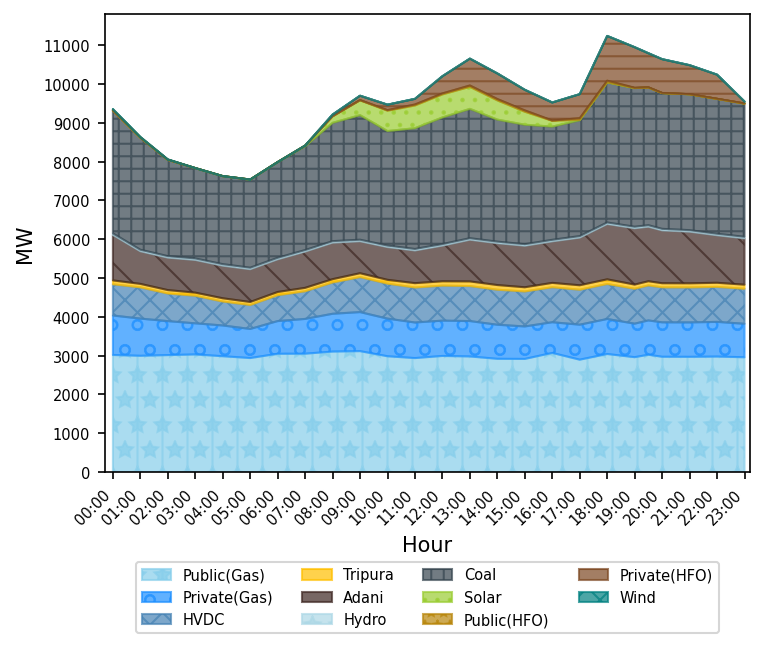 11000
10000
9000
8000
7000
6000
5000
4000
3000
2000
1000
0
MW
00:00 01:00 02:00 03:00 04:00 05:00 06:00 07:00 08:00 09:00 10:00 11:00 12:00 13:00 14:00 15:00 16:00 17:00 18:00 19:00 20:00 21:00 22:00 23:00
Hour
Public(Gas) Tripura Coal Private(HFO)
Private(Gas) Adani Solar Wind
HVDC Hydro Public(HFO)